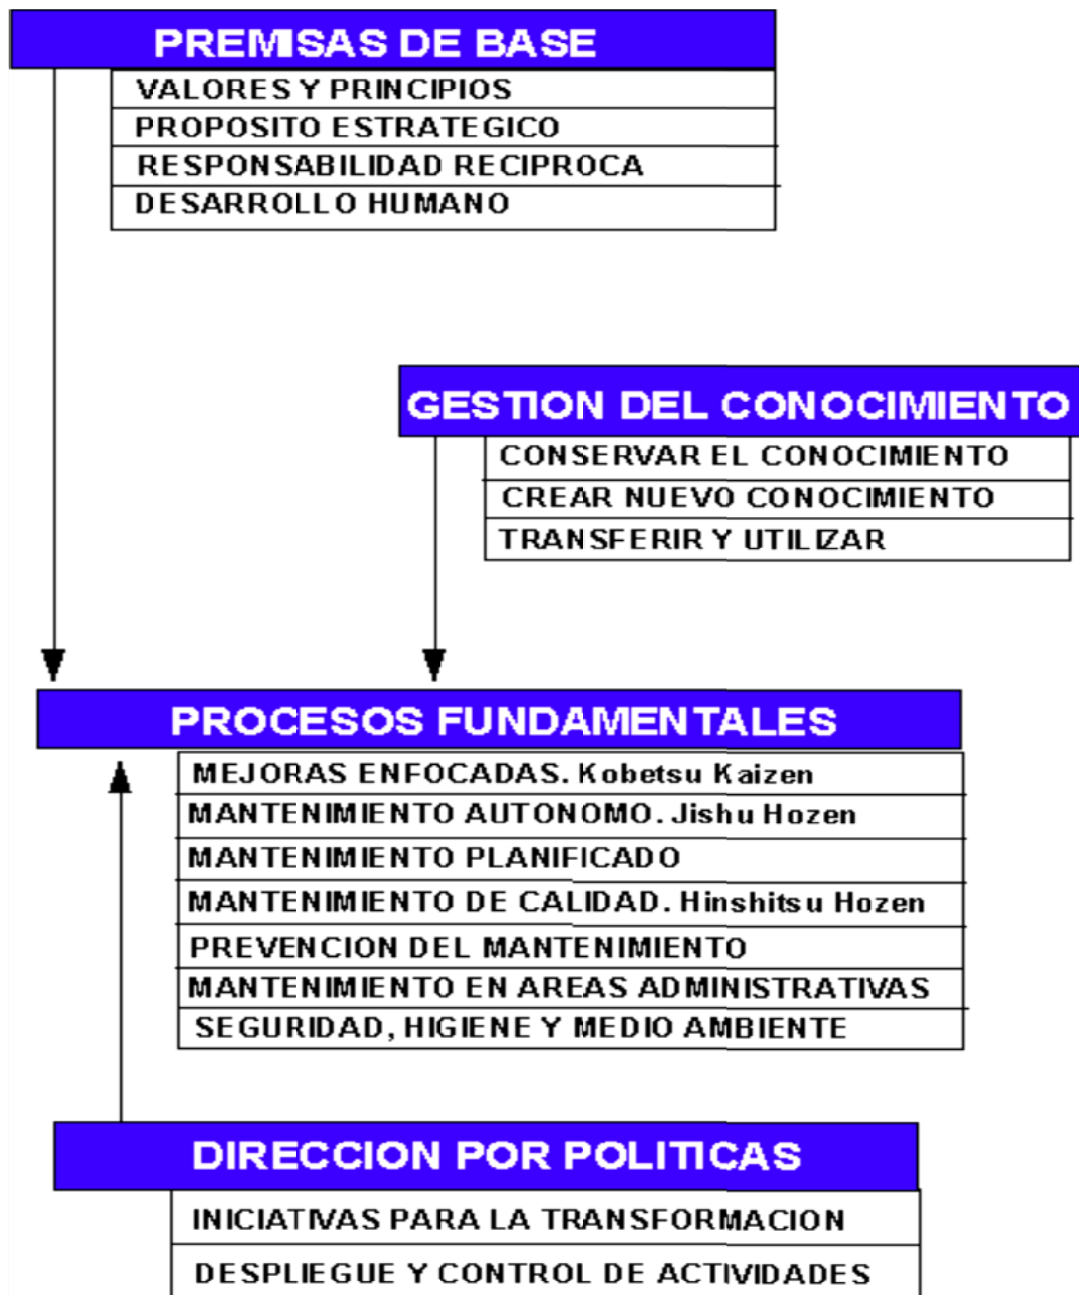 PREMISAS DE BASE
VALORES Y PRINCIPIOS
PROPOSITO ESTRATEGICO
RESPONSABILIDAD RECIPROCA
DESARROLLO HUMANO
GESTION DEL CONOCIMIENTO
CONSERVAR EL CONOCIMIENTO
CREAR NUEVO CONOCIMIENTO
TRANSFERIR Y UTILIZAR
PROCESOS FUNDAMENTALES
MEJORAS ENFOCADAS. Kobetsu Kaizen
MANTENIMIENTO AUTONOMO. Jishu Hozen
MANTENIMIENTO PLANIFICADO
MANTENIMIENTO DE CALIDAD. Hinshitsu Hozen
PREVENCION DEL MANTENIMIENTO
MANTENIMIENTO EN AREAS ADMINISTRATIVAS
SEGURIDAD, HIGIENE Y MEDIO AMBIENTE
DIRECCION POR POLITICAS
INICIATIVAS PARA LA TRANSFORMACION
DESPLIEGUE Y CONTROL DE ACTIVIDADES